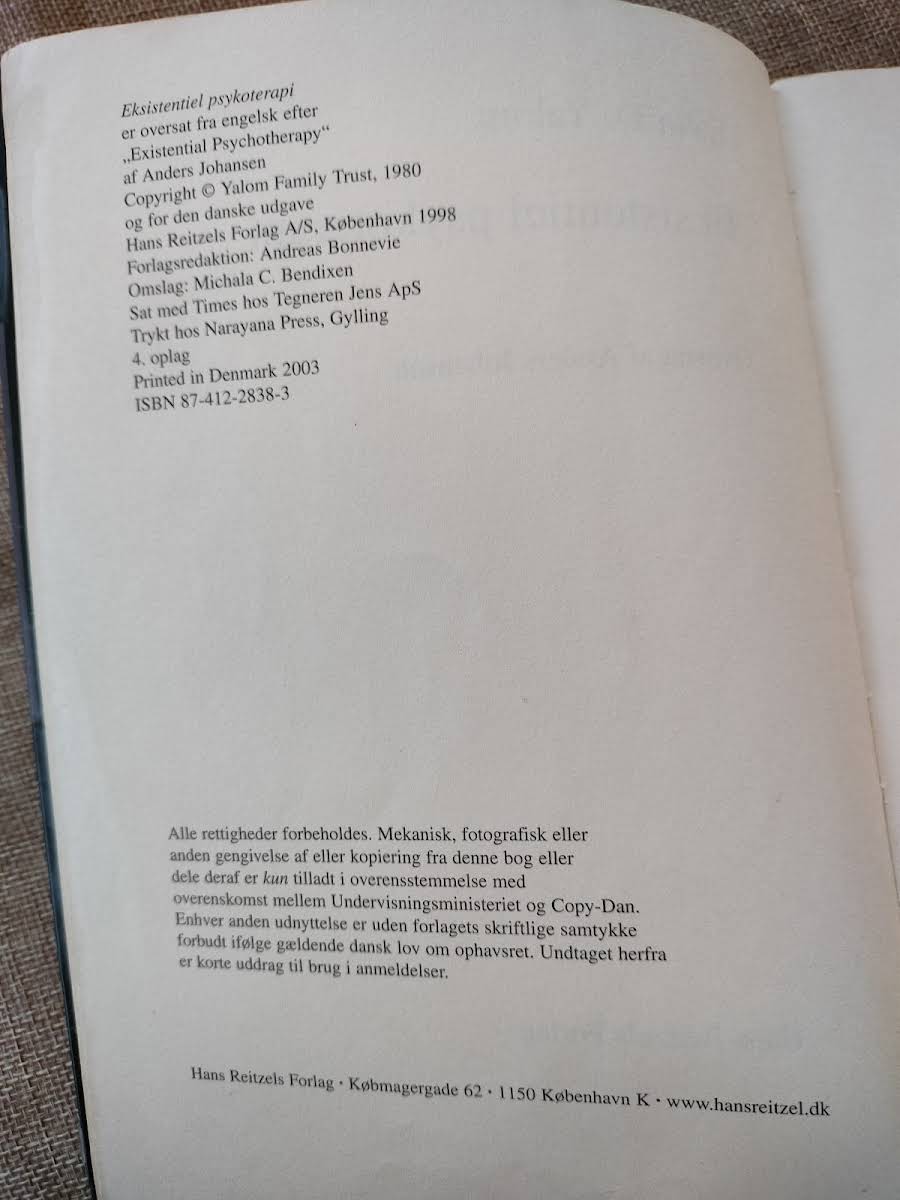 Eksistentiel psykoterapi
er oversat fra engelsk efter
„Existential Psychotherapy“
af Anders Johansen
Copyright © Yalom Family Trust, 1980
og for den danske udgave
Hans Reitzels Forlag A/S, København 1998
Forlagsredaktion: Andreas Bonnevie
Omslag: Michala C. Bendixen
Sat med Times hos Tegneren Jens ApS
Trykt hos Narayana Press, Gylling
4. oplag
Printed in Denmark 2003
ISBN 87-412-2838-3
Alle rettigheder forbeholdes. Mekanisk, fotografisk eller
anden gengivelse af eller kopiering fra denne bog eller
dele deraf er kun tilladt i overensstemmelse med
overenskomst mellem Undervisningsministeriet og Copy-Dan.
Enhver anden udnyttelse er uden forlagets skriftlige samtykke
forbudt ifølge gældende dansk lov om ophavsret. Undtaget herfra
er korte uddrag til brug i anmeldelser.
Hans Reitzels Forlag · Købmagergade 62 · 1150 København K · www.hansreitzel.dk